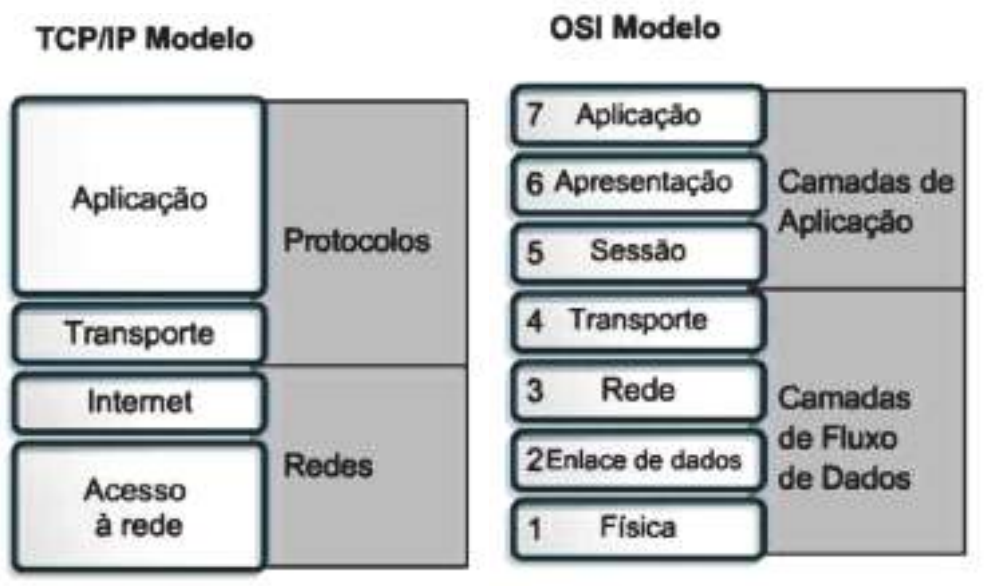 TCP/IP Modelo
Aplicação
Transporte
Internet
Acesso
à rede
Protocolos
Redes
OSI Modelo
7 Aplicação
6 Apresentação
5 Sessão
4 Transporte
3 Rede
2 Enlace de dados
1 Física
Camadas de
Aplicação
Camadas
de Fluxo
de Dados